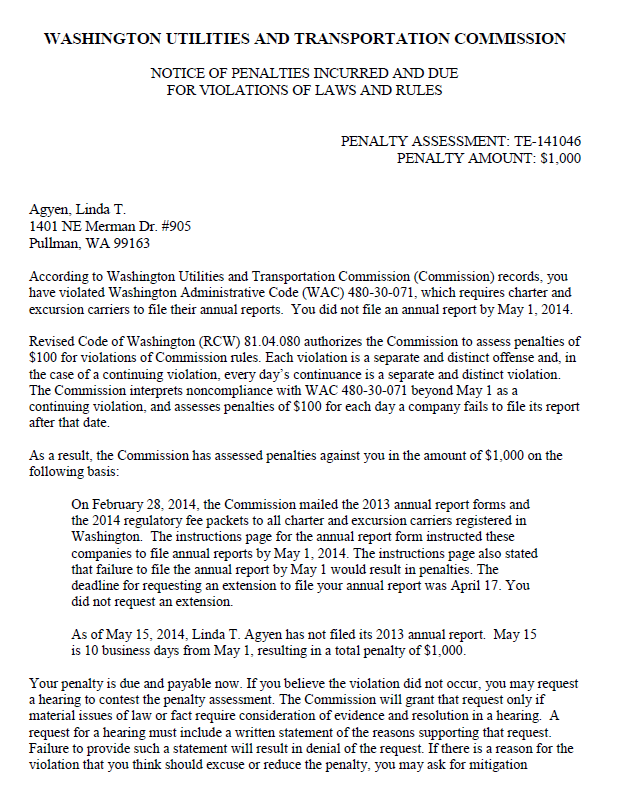 WASHINGTON UTILITIES AND TRANSPORTATION COMMISSION
NOTICE OF PENALTIES INCURRED AND DUE
FOR VIOLATIONS OF LAWS AND RULES
PENALTY ASSESSMENT: TE-141046
PENALTY AMOUNT: $1,000
Agyen, Linda T.
1401 NE Merman Dr. #905
Pullman, WA 99163
According to Washington Utilities and Transportation Commission (Commission) records, you
have violated Washington Administrative Code (WAC) 480-30-071, which requires charter and
excursion carriers to file their annual reports.  You did not file an annual report by May 1, 2014.
Revised Code of Washington (RCW) 81.04.080 authorizes the Commission to assess penalties of
$100 for violations of Commission rules. Each violation is a separate and distinct offense and, in
the case of a continuing violation, every day's continuance is a separate and distinct violation.
The Commission interprets noncompliance with WAC 480-30-071 beyond May 1 as a
continuing violation, and assesses penalties of $100 for each day a company fails to file its report
after that date.
As a result, the Commission has assessed penalties against you in the amount of $1,000 on the
following basis:
On February 28, 2014, the Commission mailed the 2013 annual report forms and
the 2014 regulatory fee packets to all charter and excursion carriers registered in
Washington.  The instructions page for the annual report form instructed these
companies to file annual reports by May 1, 2014. The instructions page also stated
that failure to file the annual report by May 1 would result in penalties. The
deadline for requesting an extension to file your annual report was April 17. You
did not request an extension.
As of May 15, 2014, Linda T. Agyen has not filed its 2013 annual report.  May 15
is 10 business days from May 1, resulting in a total penalty of $1,000.
Your penalty is due and payable now. If you believe the violation did not occur, you may request
a hearing to contest the penalty assessment. The Commission will grant that request only if
material issues of law or fact require consideration of evidence and resolution in a hearing.  A
request for a hearing must include a written statement of the reasons supporting that request.
Failure to provide such a statement will result in denial of the request. If there is a reason for the
violation that you think should excuse or reduce the penalty, you may ask for mitigation